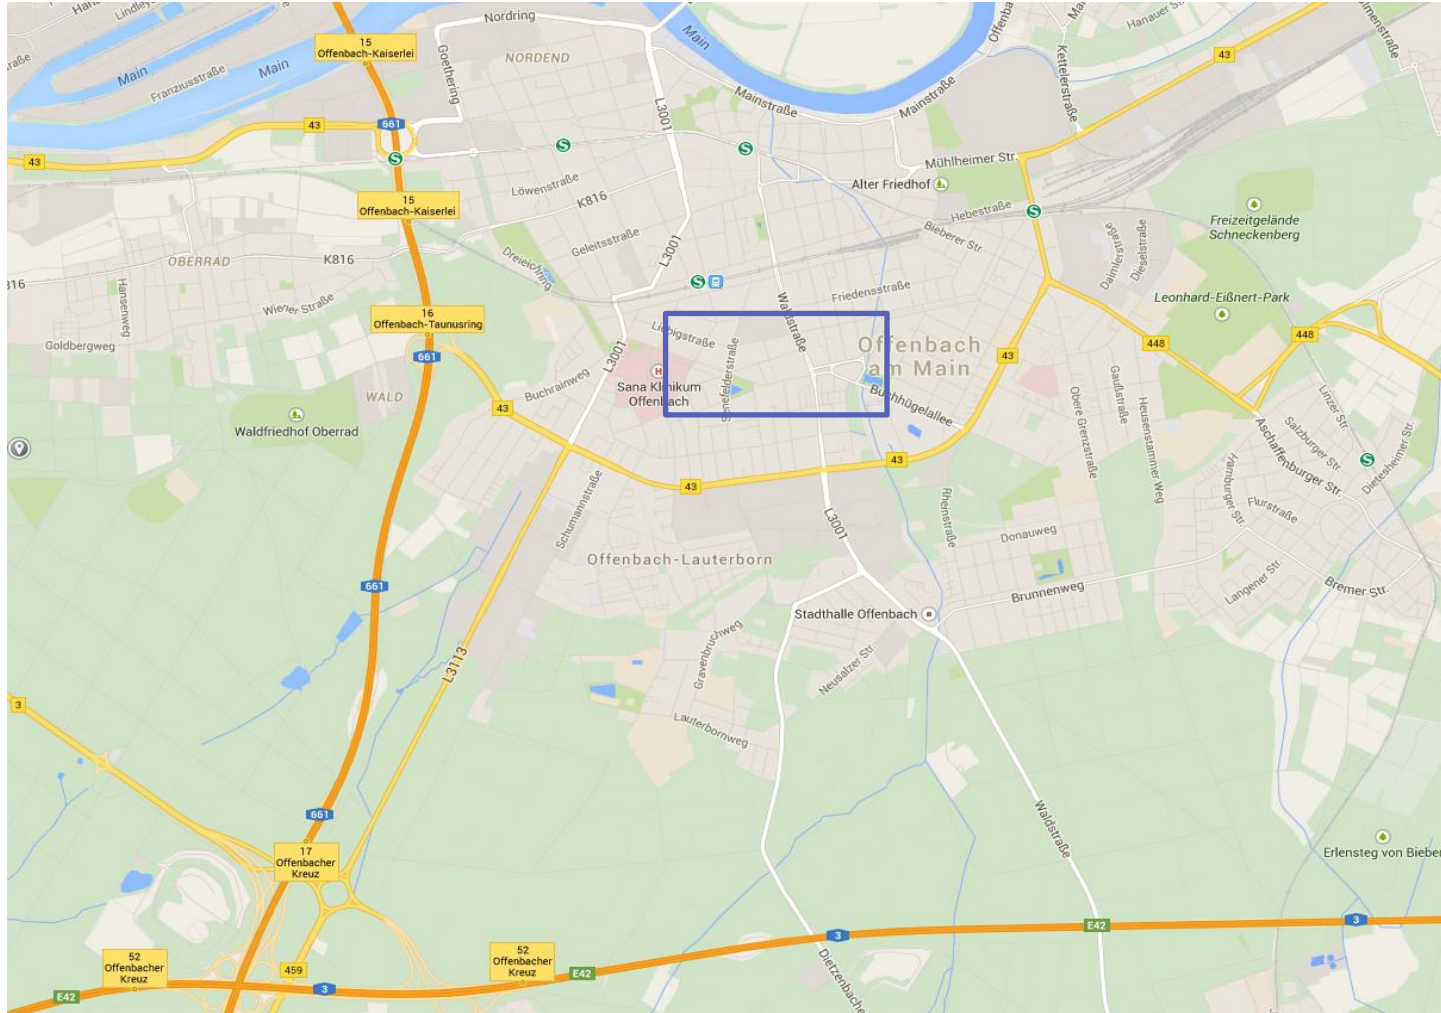 Nordring
15
Offenbach-Kaiserlei
Main
NORDEND
Goethering
Main
Main
Franziusstraße
L3001
Mainstraße
Mainstraße
Kettelerstraße
43
43
661
43
S
S
S
Mühlheimer Str.
Alter Friedhof
Löwenstraße
K816
15
Offenbach-Kaiserlei
Hebestraße
S
Bieberer Str.
Freizeitgelände
Schneckenberg
Geleitsstraße
L3001
Dreieichring
OBERRAD
K816
Daimlerstraße
Dieselstraße
Hansenweg
S
Friedensstraße
Leonhard-Eißnert-Park
Wiener Straße
16
Offenbach-Taunusring
Liebigstraße
Waldstraße
Goldbergweg
661
L3001
Senefelderstraße
Offenbach
am Main
43
448
448
H
Sana Klinikum
Offenbach
Buchrainweg
Buchhügelallee
WALD
43
Obere Grenzstraße
Gaußstraße
Heusenstammer Weg
Linzer Str.
Waldfriedhof Oberrad
Aschaffenburger Str.
Salzburger Str.
S
Dietesheimer Str.
43
43
Hamburger Str.
Flurstraße
Schumannstraße
L3001
Rheinstraße
Donauweg
Offenbach-Lauterborn
661
Brunnenweg
Langener Str.
Bremer Str.
Stadthalle Offenbach
Gravenbruchweg
Neusalzer Str.
L3113
3
Lauterbornweg
661
Waldstraße
17
Offenbacher
Kreuz
Erlensteg von Bieber
E42
3
3
52
Offenbacher
Kreuz
52
Offenbacher
Kreuz
459
E42
3
E42